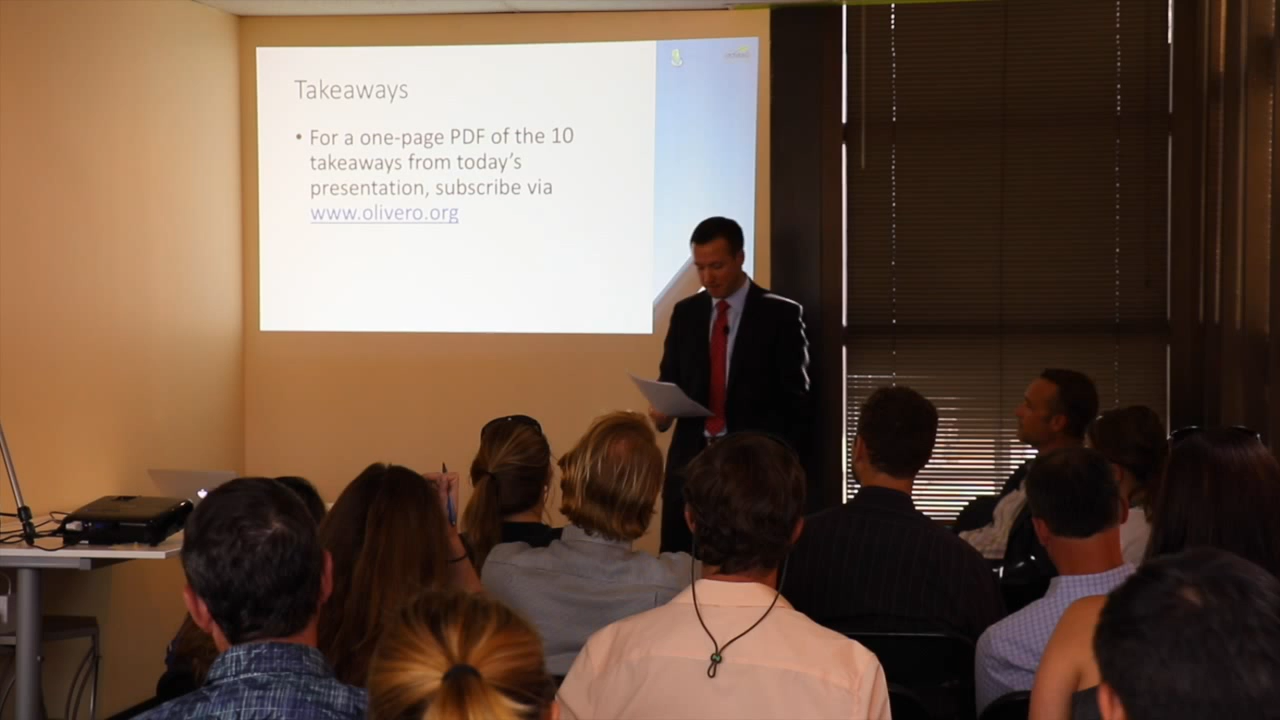 Takeaways
• For a one-page PDF of the 10
takeaways from today's
presentation, subscribe via
www.olivero.org